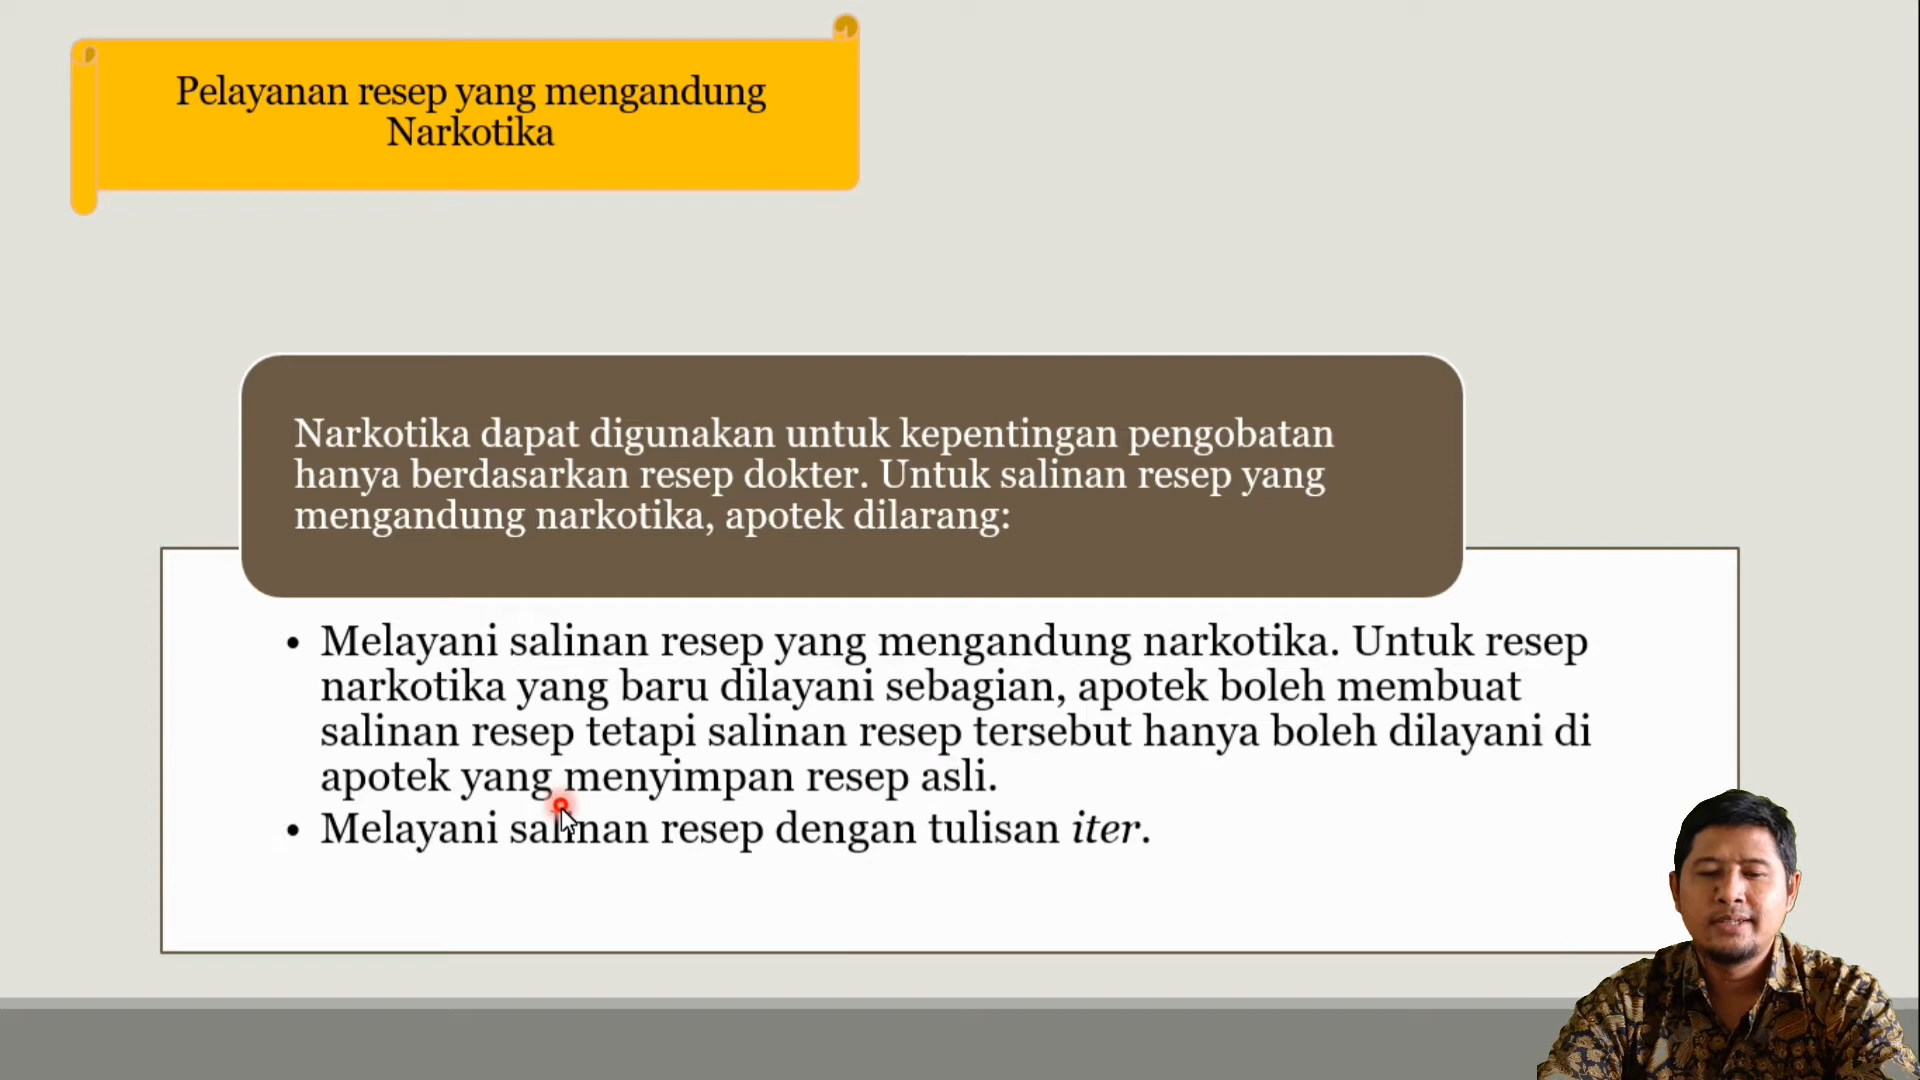 Pelayanan resep yang mengandung
Narkotika
Narkotika dapat digunakan untuk kepentingan pengobatan
hanya berdasarkan resep dokter. Untuk salinan resep yang
mengandung narkotika, apotek dilarang:
• Melayani salinan resep yang mengandung narkotika. Untuk resep
narkotika yang baru dilayani sebagian, apotek boleh membuat
salinan resep tetapi salinan resep tersebut hanya boleh dilayani di
apotek yang menyimpan resep asli.
• Melayani salinan resep dengan tulisan iter.